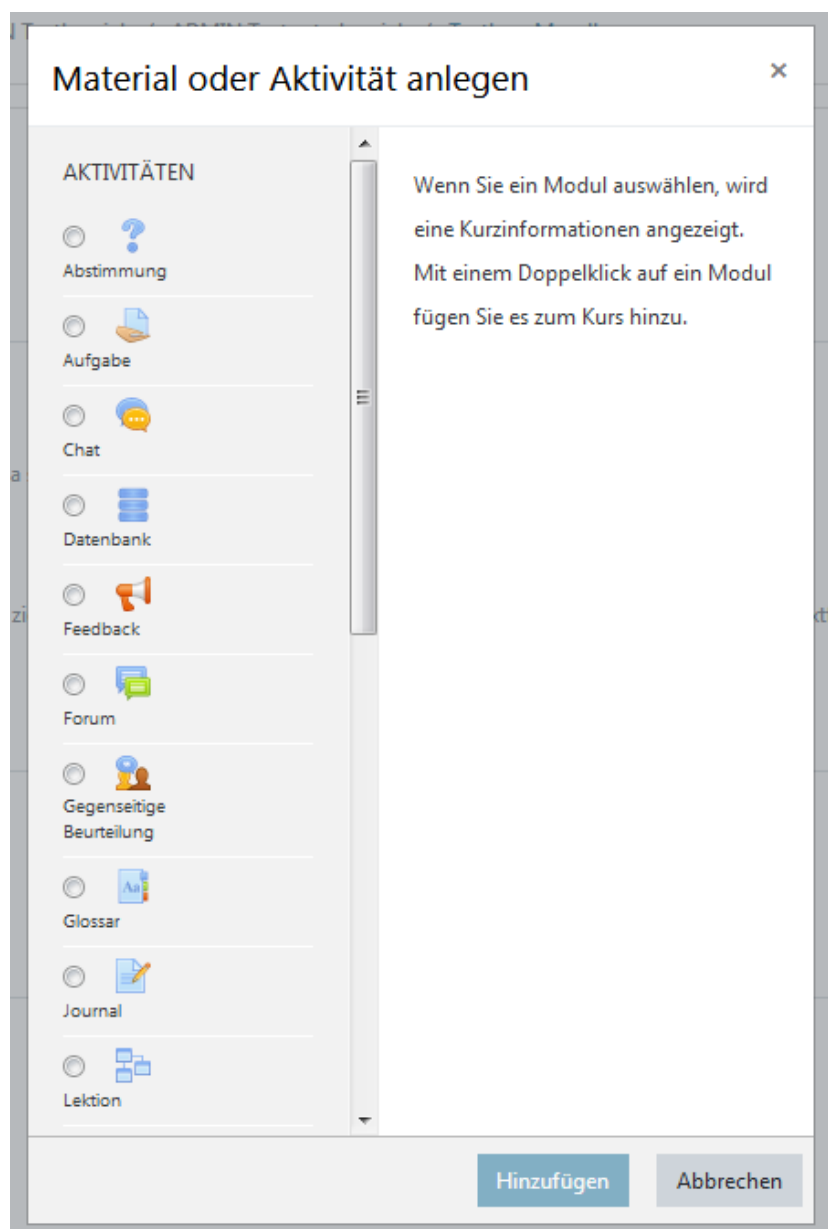 Material oder Aktivität anlegen
×
AKTIVITÄTEN
Abstimmung
Aufgabe
Chat
Datenbank
Feedback
Forum
Gegenseitige
Beurteilung
Glossar
Journal
Lektion
Wenn Sie ein Modul auswählen, wird
eine Kurzinformationen angezeigt.
Mit einem Doppelklick auf ein Modul
fügen Sie es zum Kurs hinzu.
Hinzufügen
Abbrechen